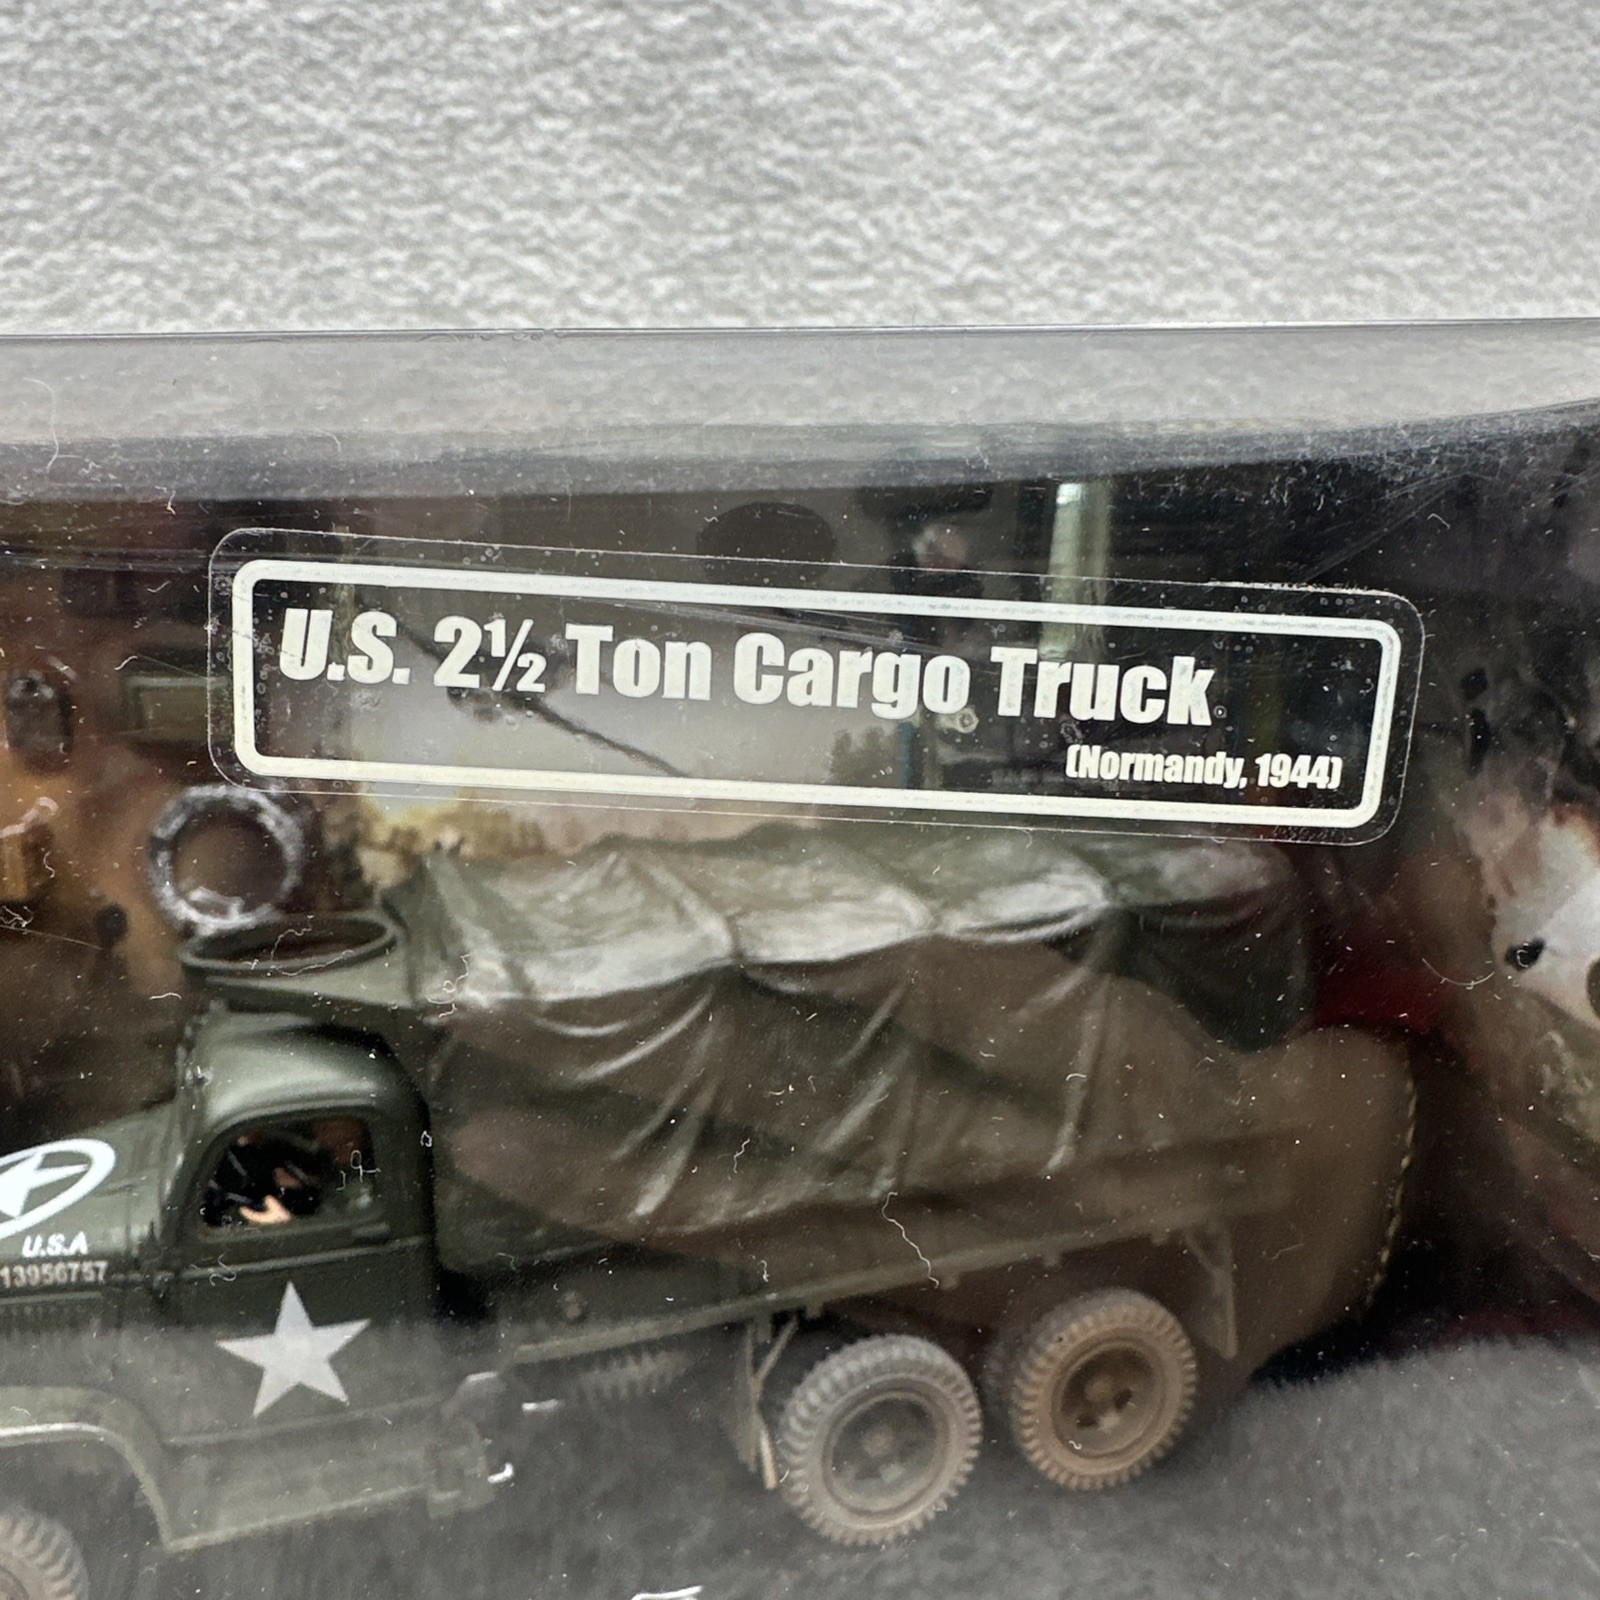 U.S. 2½ Ton Cargo Truck
(Normandy, 1944)
U.S.A
13956757